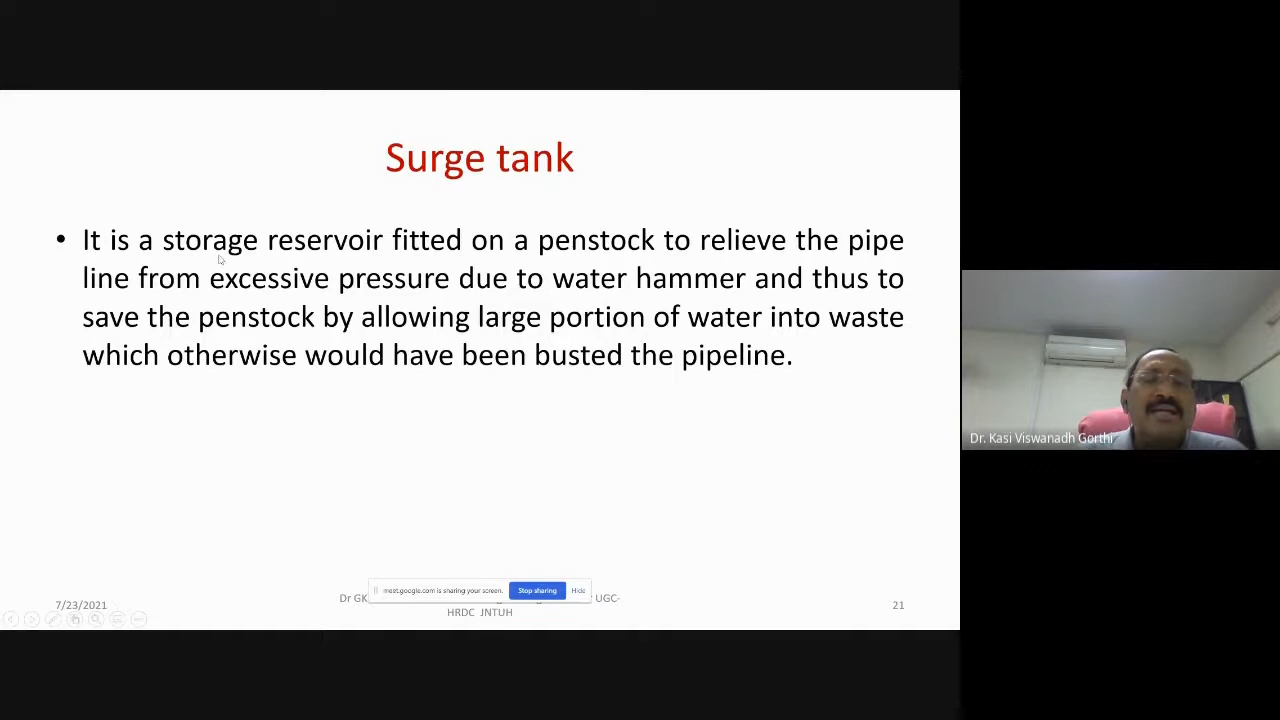 Surge tank
• It is a storage reservoir fitted on a penstock to relieve the pipe
line from excessive pressure due to water hammer and thus to
save the penstock by allowing large portion of water into waste
which otherwise would have been busted the pipeline.
Dr. Kasi Viswanadh Gorthi
meet.google.com is sharing your screen. Stop sharing Hide
7/23/2021
Dr UGC-
HRDC JNTUH
21